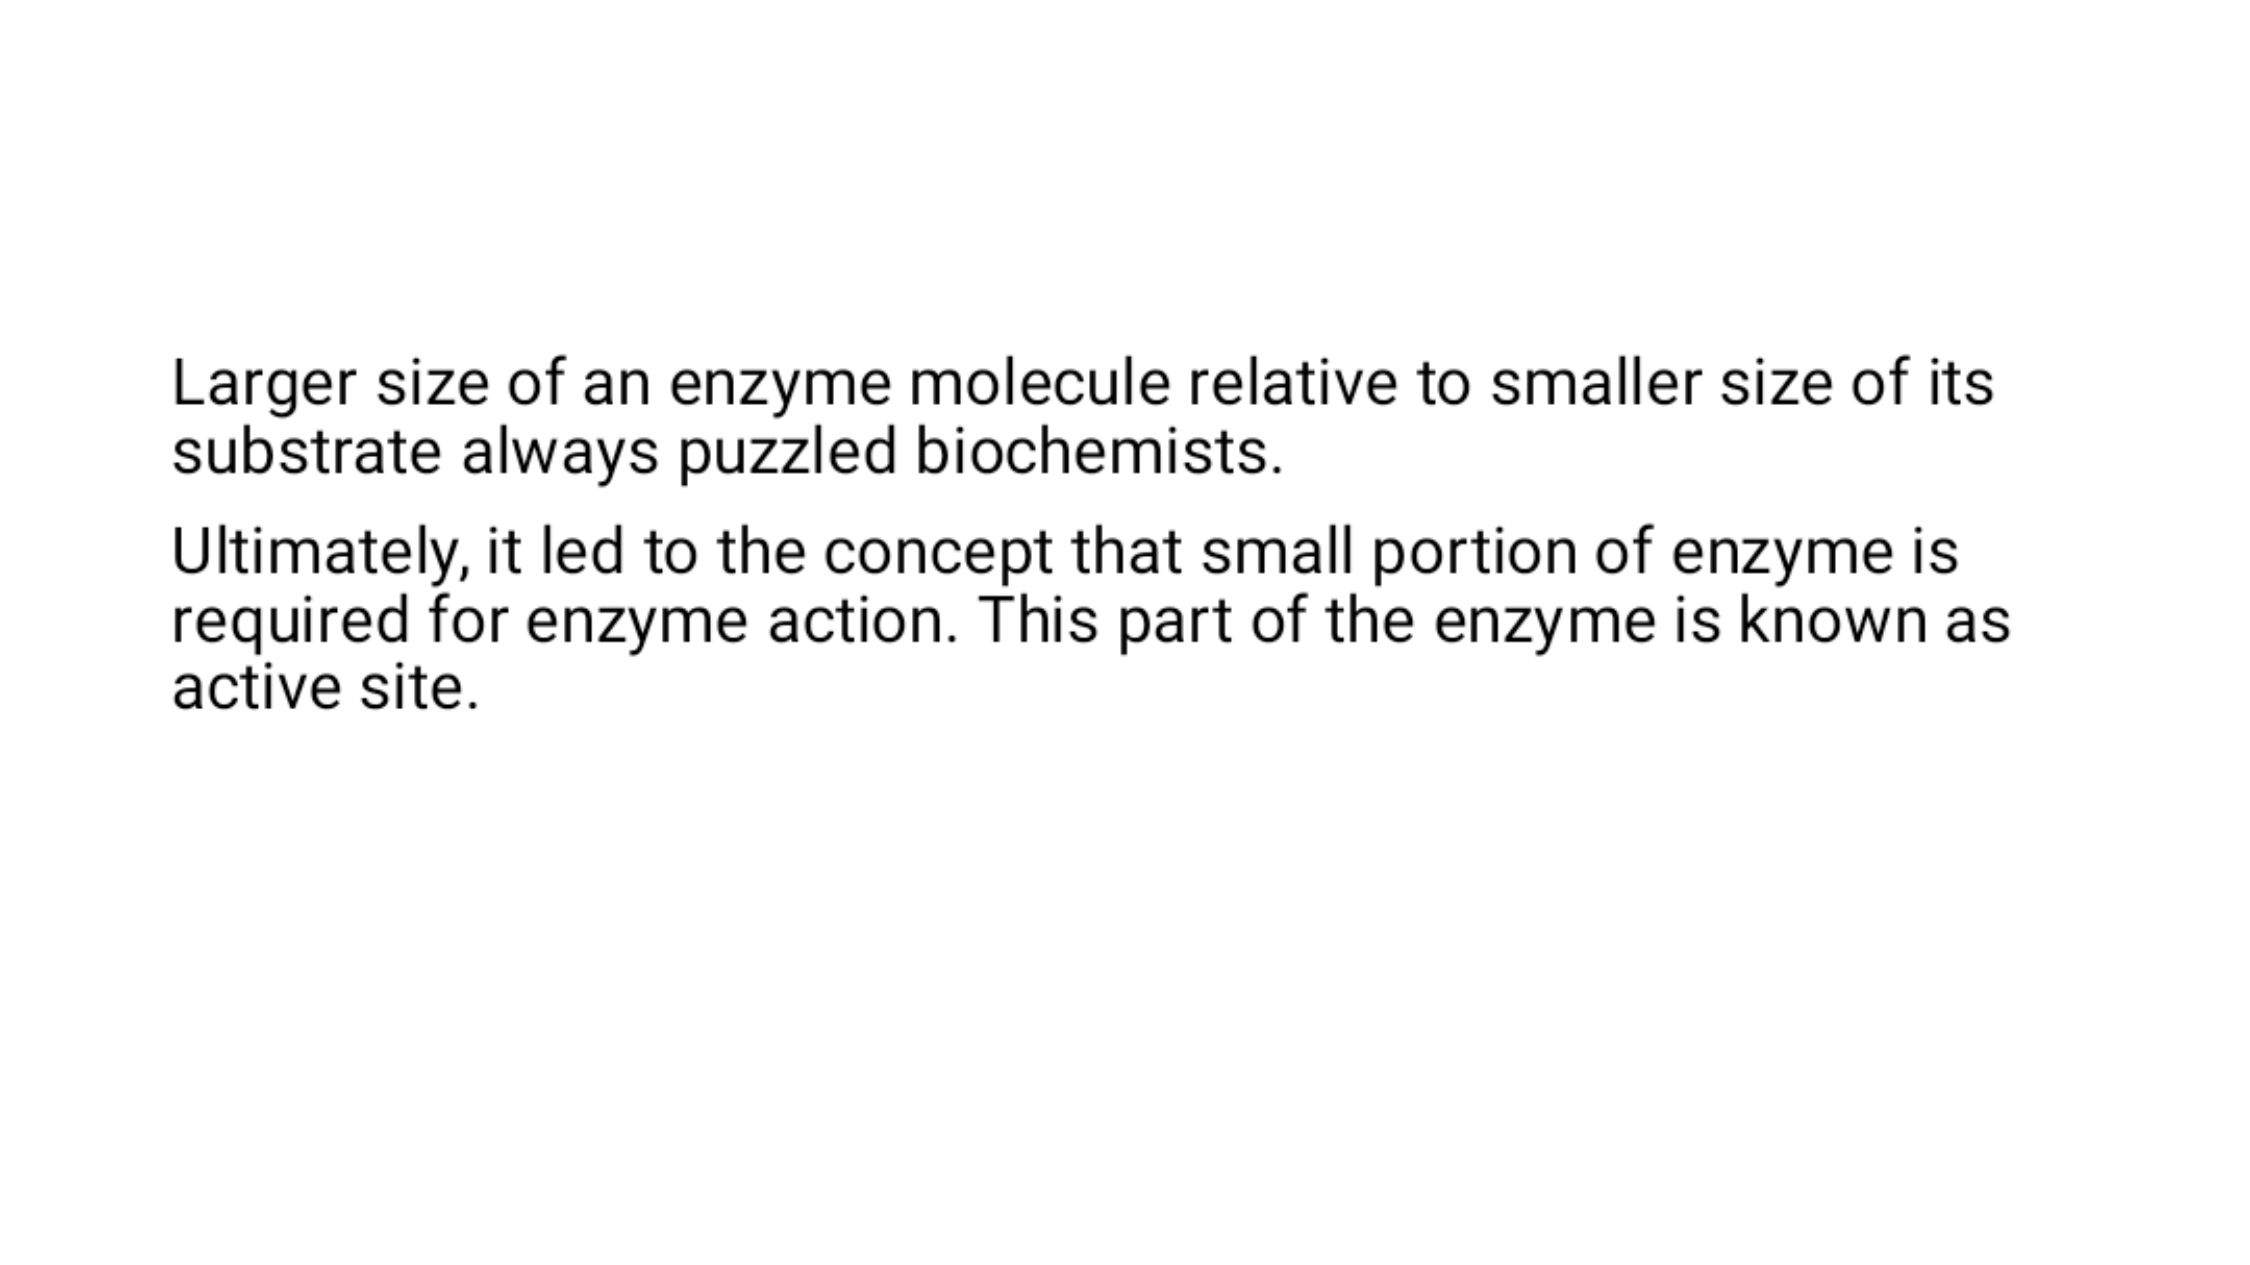 Larger size of an enzyme molecule relative to smaller size of its
substrate always puzzled biochemists.
Ultimately, it led to the concept that small portion of enzyme is
required for enzyme action. This part of the enzyme is known as
active site.